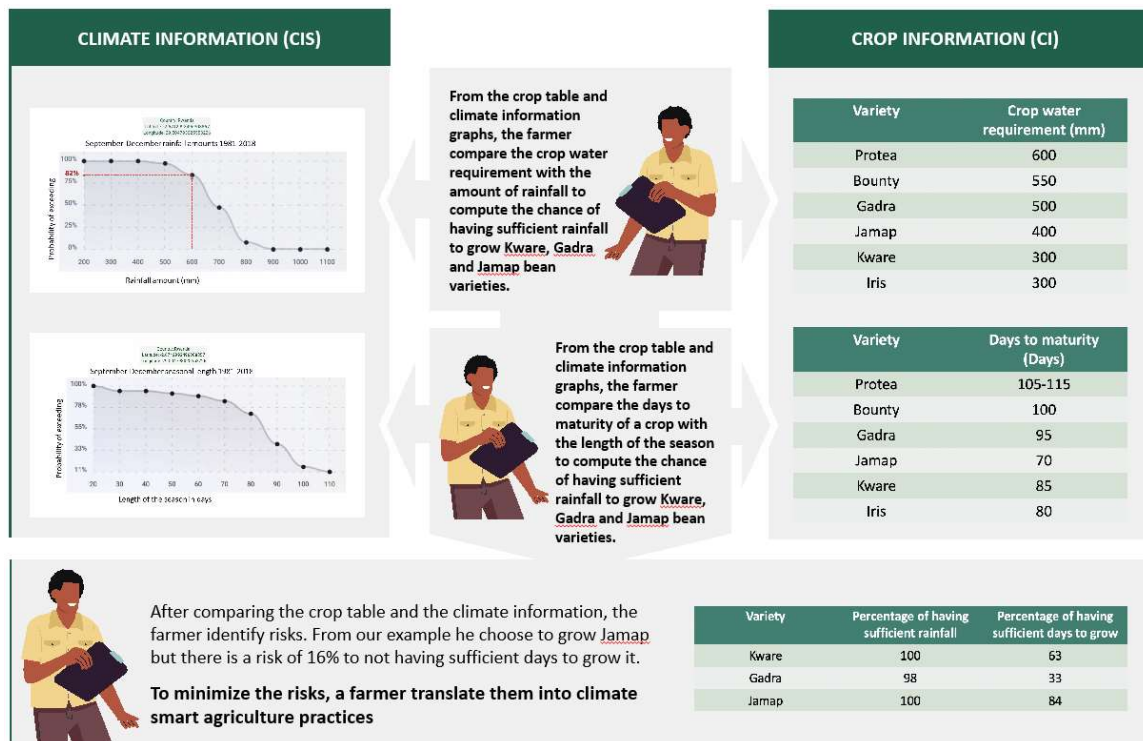 CLIMATE INFORMATION (CIS)
September-December rainfall amounts 1981-2018
Probability of exceeding
100%
82%
75%
50%
25%
0%
200 300 400 500 600 700 800 900 1000 1100
Rainfall amount (mm)
September December seasonal length 1981-2018
Probability of exceeding
100%
78%
55%
33%
11%
20 30 40 50 60 70 80 90 100 110
Length of the season in days
From the crop table and
climate information
graphs, the farmer
compare the crop water
requirement with the
amount of rainfall to
compute the chance of
having sufficient rainfall
to grow Kware, Gadra
and Jamap bean
varieties.
From the crop table and
climate information
graphs, the farmer
compare the days to
maturity of a crop with
the length of the season
to compute the chance
of having sufficient
rainfall to grow Kware,
Gadra and Jamap bean
varieties.
CROP INFORMATION (CI)
Variety Crop water
requirement (mm)
Protea 600
Bounty 550
Gadra 500
Jamap 400
Kware 300
Iris 300
Variety Days to maturity
(Days)
Protea 105-115
Bounty 100
Gadra 95
Jamap 70
Kware 85
Iris 80
After comparing the crop table and the climate information, the
farmer identify risks. From our example he choose to grow Jamap
but there is a risk of 16% to not having sufficient days to grow it.
To minimize the risks, a farmer translate them into climate
smart agriculture practices
Variety Percentage of having sufficient rainfall Percentage of having sufficient days to grow
Kware 100 63
Gadra 98 33
Jamap 100 84